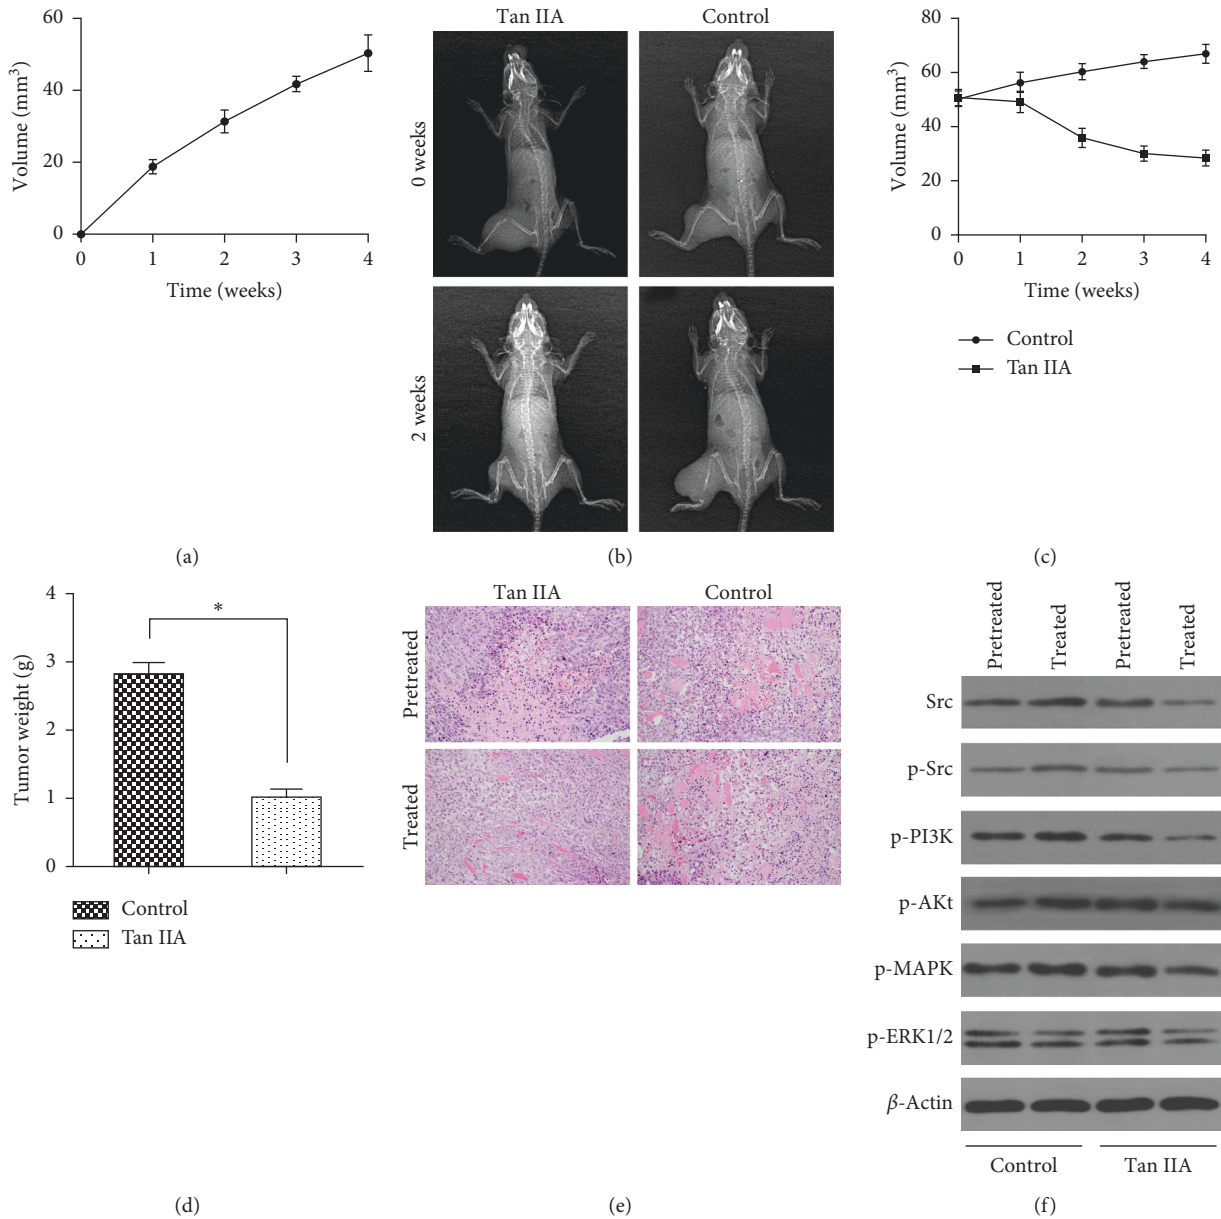 60
40
20
0
Volume (mm³)
0 1 2 3 4
Time (weeks)
(a)
Tan IIA Control
0 weeks
2 weeks
(b)
80
60
40
20
0
Volume (mm³)
0 1 2 3 4
Time (weeks)
Control
Tan IIA
(c)
4
3
2
1
0
Tumor weight (g)
*
Control
Tan IIA
(d)
Tan IIA Control
Pretreated
Treated
(e)
Pretreated Treated Pretreated Treated
Src
p-Src
p-PI3K
p-AKt
p-MAPK
p-ERK1/2
β-Actin
Control Tan IIA
(f)